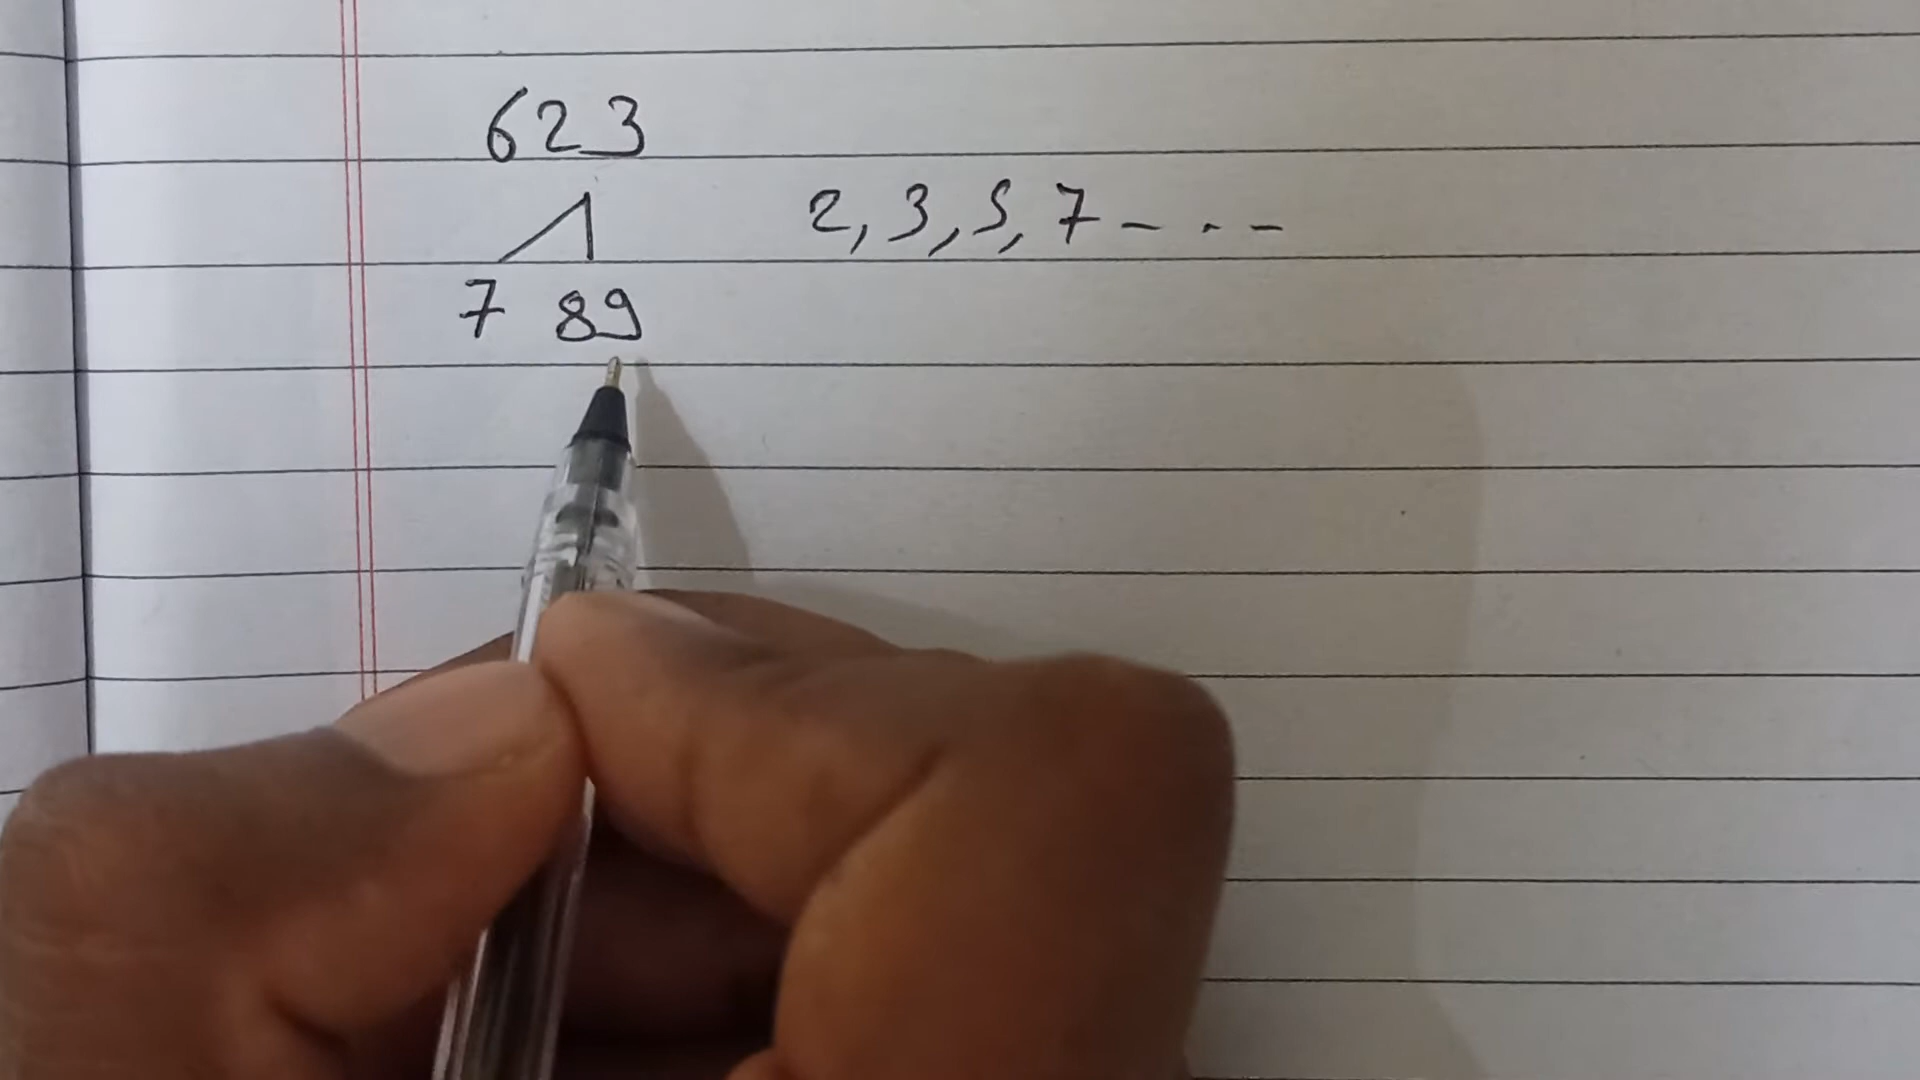 623
2, 3, 5, 7 - . . -
7 89